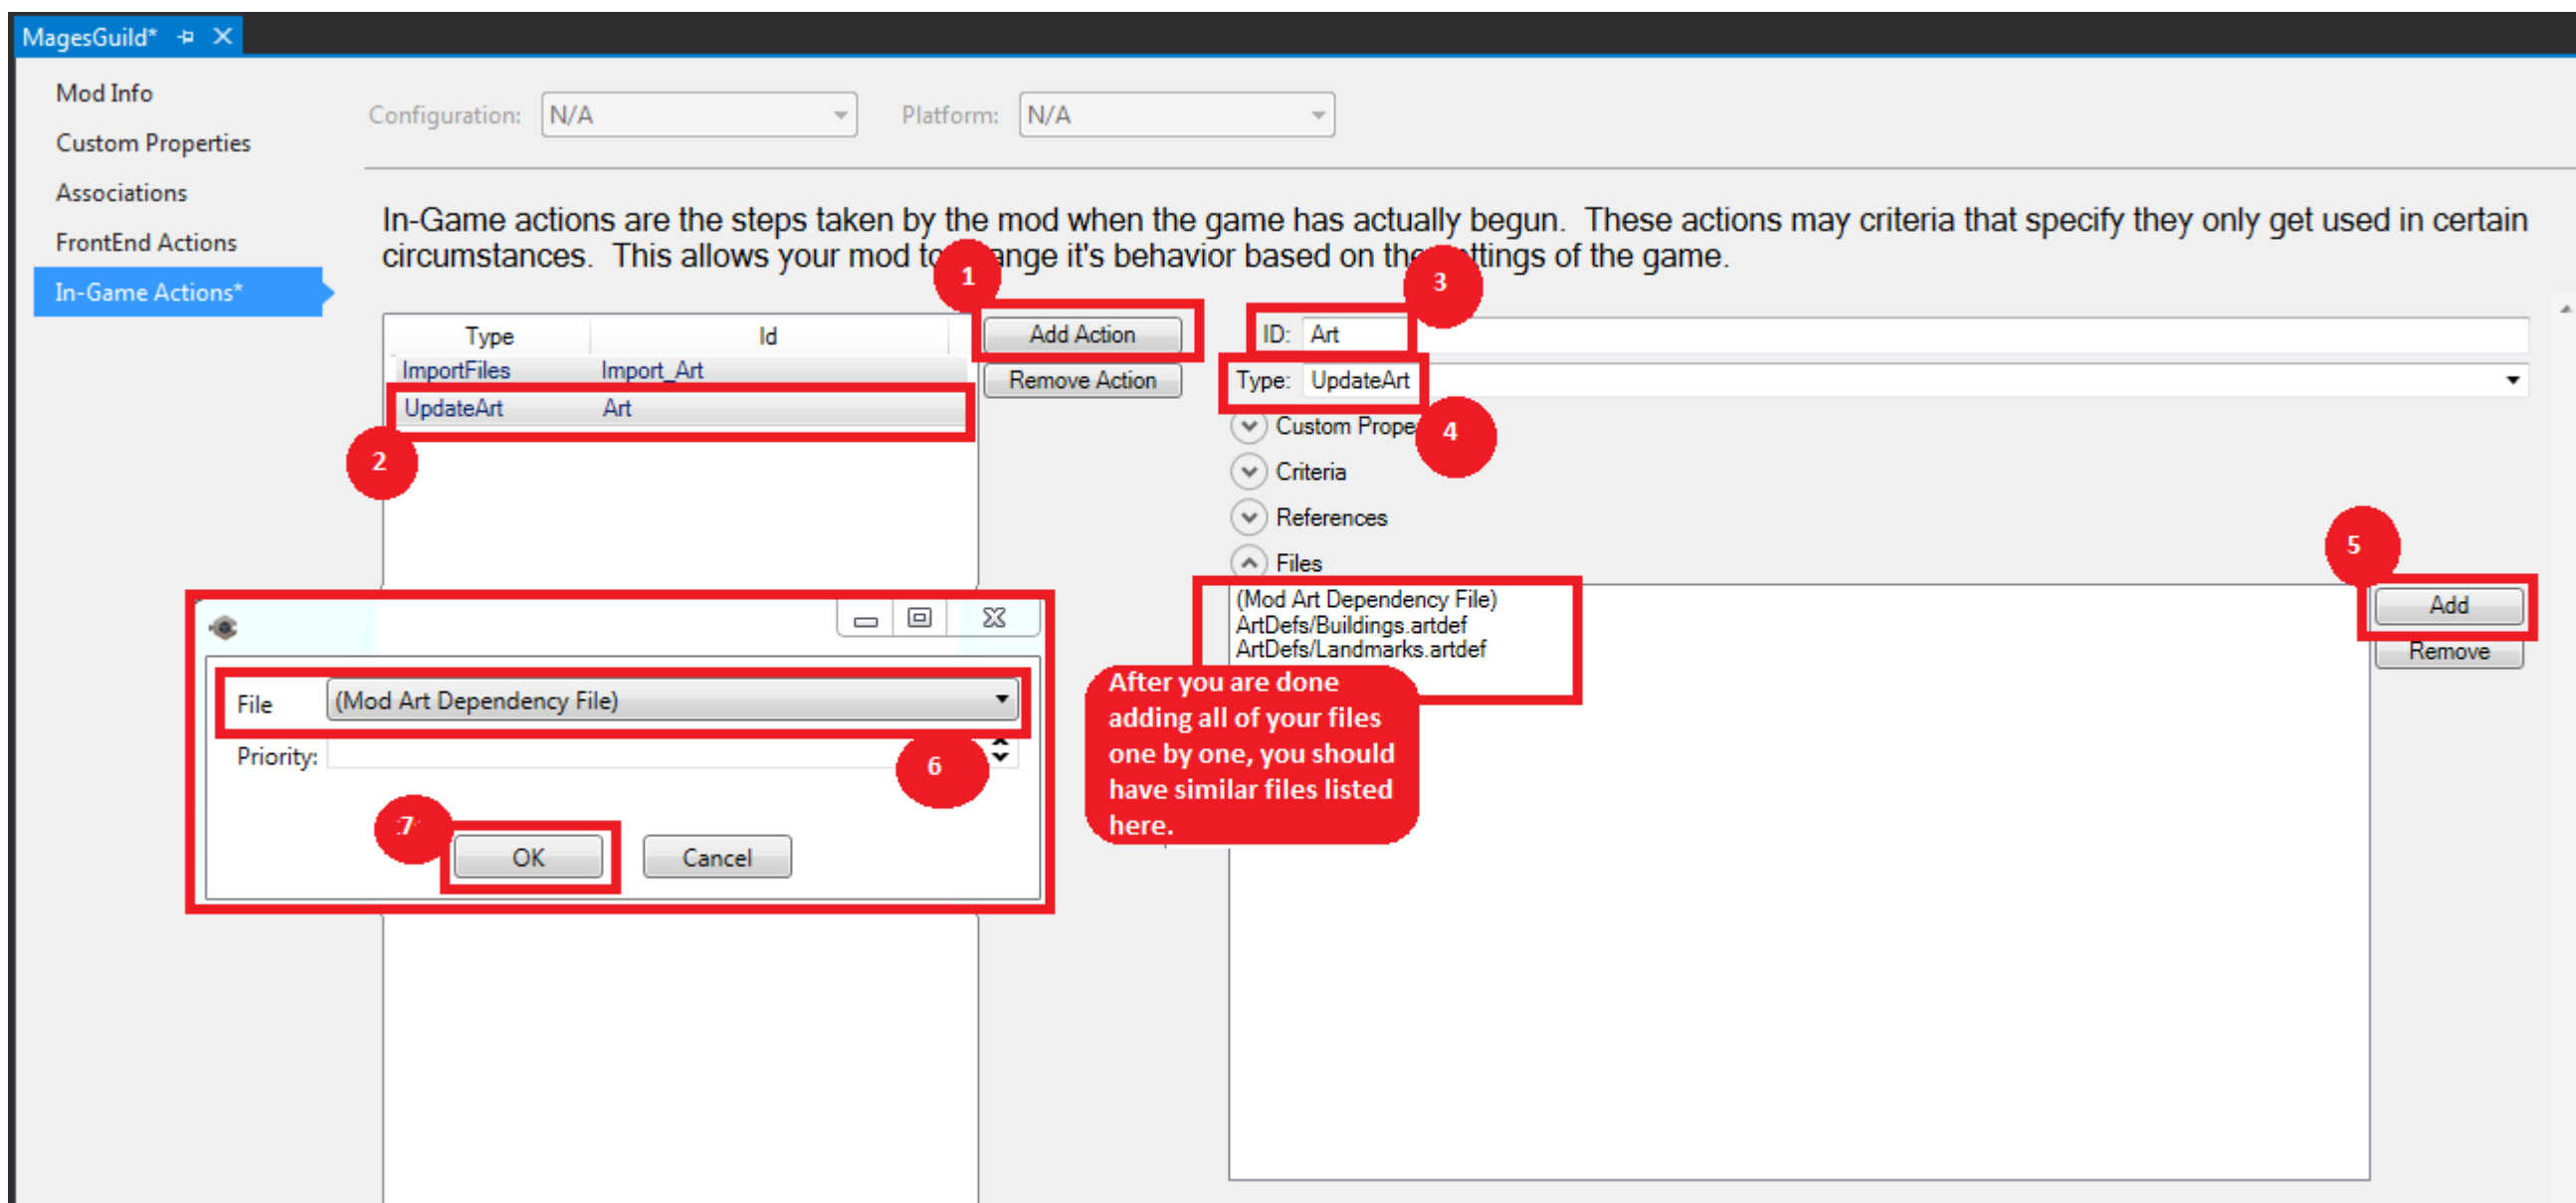 MagesGuild*
Mod Info
Custom Properties
Associations
FrontEnd Actions
In-Game Actions*
Configuration: N/A Platform: N/A
In-Game actions are the steps taken by the mod when the game has actually begun. These actions may criteria that specify they only get used in certain
circumstances. This allows your mod to ange it's behavior based on the ttings of the game.
1
3
Type Id
ImportFiles Import_Art
UpdateArt Art
2
Add Action
Remove Action
ID: Art
Type: UpdateArt
4
Custom Prope
Criteria
References
Files
5
(Mod Art Dependency File)
ArtDefs/Buildings.artdef
ArtDefs/Landmarks.artdef
Add
Remove
After you are done
adding all of your files
one by one, you should
have similar files listed
here.
File (Mod Art Dependency File)
Priority:
6
7
OK Cancel